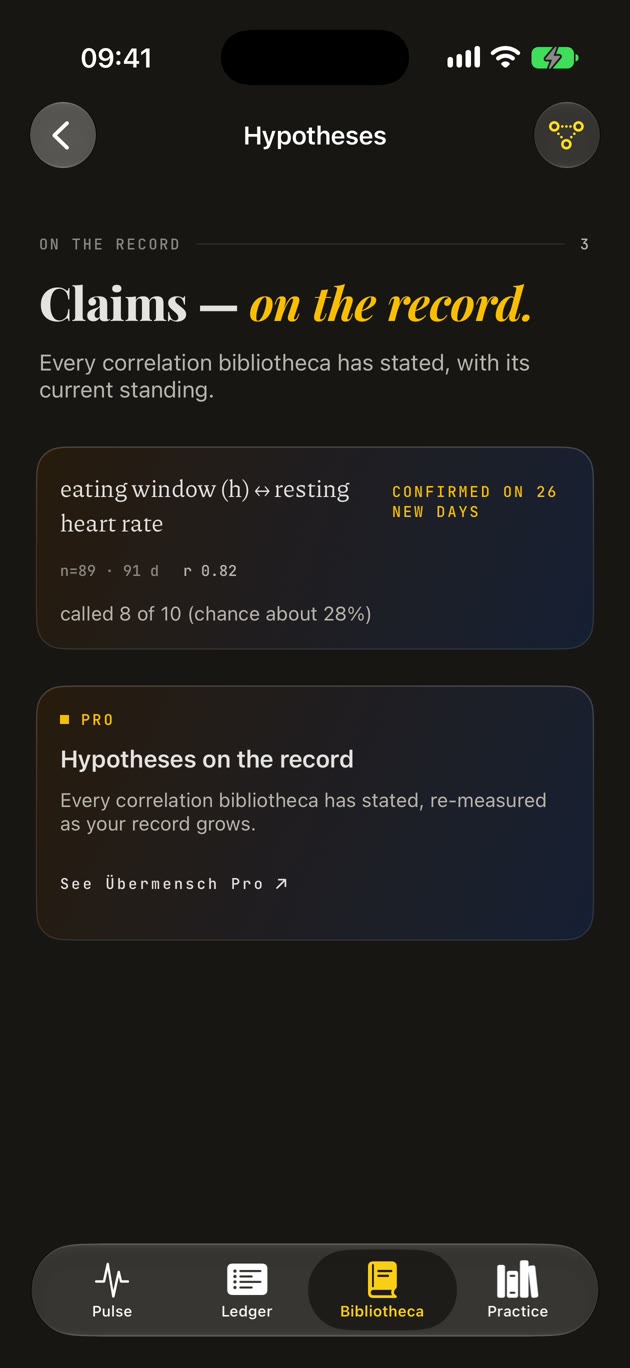 09:41
Hypotheses
ON THE RECORD 3
Claims — on the record.
Every correlation bibliotheca has stated, with its
current standing.
eating window (h) ↔ resting
heart rate
CONFIRMED ON 26
NEW DAYS
n=89 · 91 d r 0.82
called 8 of 10 (chance about 28%)
PRO
Hypotheses on the record
Every correlation bibliotheca has stated, re-measured
as your record grows.
See Übermensch Pro ↗
Pulse Ledger Bibliotheca Practice